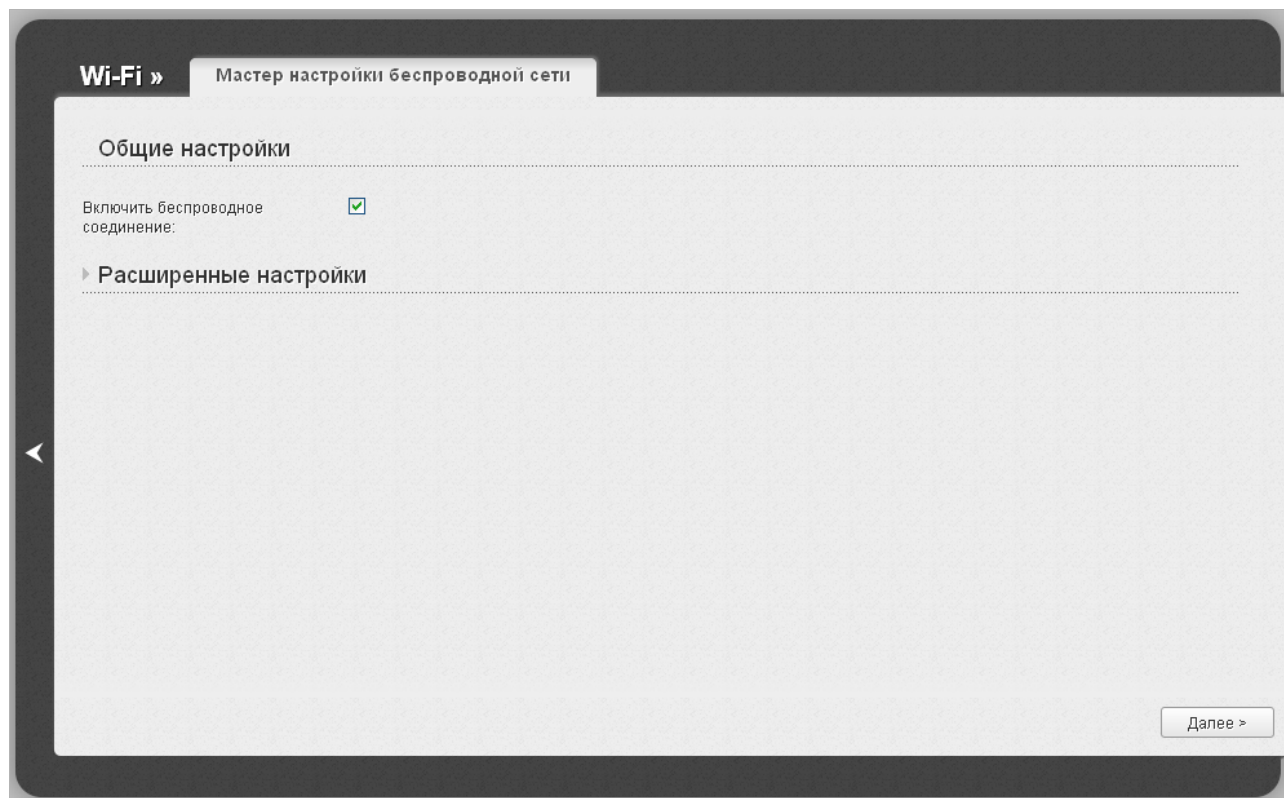 Wi-Fi »
Мастер настройки беспроводной сети
Общие настройки
Включить беспроводное
соединение:
Расширенные настройки
Далее >